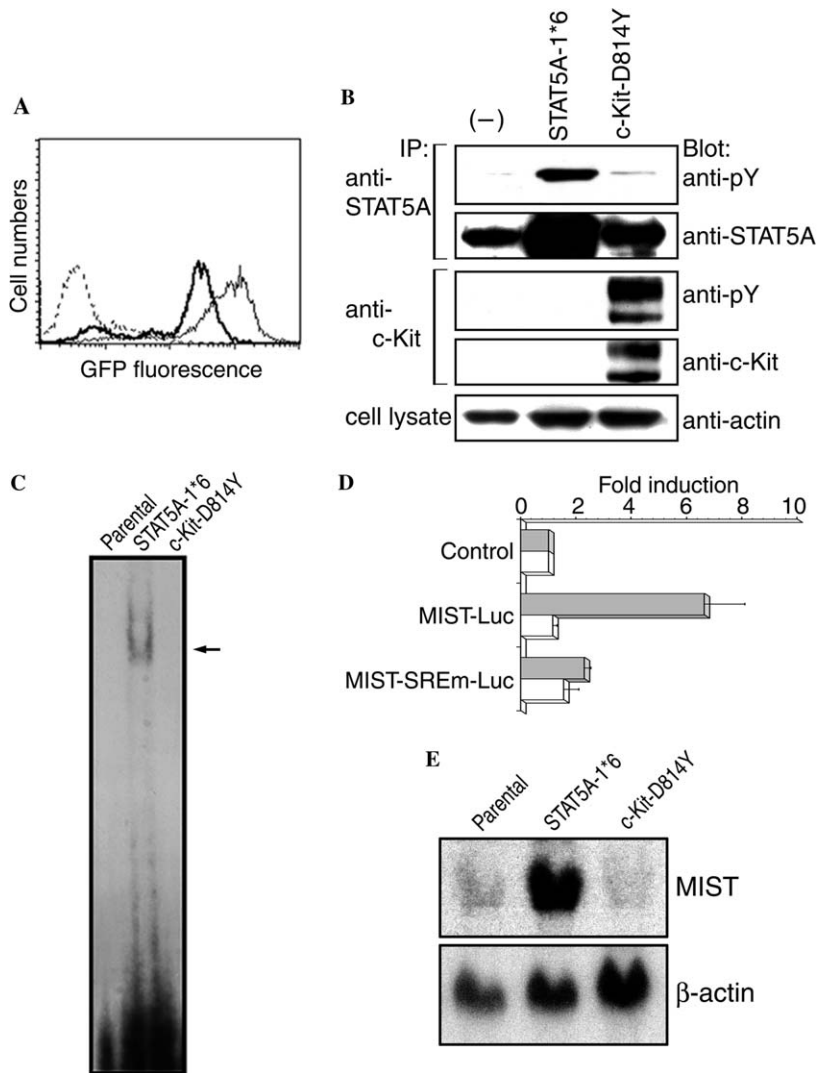 A
Cell numbers
GFP fluorescence
B
(−)
STAT5A-1*6
c-Kit-D814Y
IP:
Blot:
anti-
STAT5A
anti-pY
anti-STAT5A
anti-
c-Kit
anti-pY
anti-c-Kit
cell lysate
anti-actin
C
Parental
STAT5A-1*6
c-Kit-D814Y
D
Fold induction
0 2 4 6 8 10
Control
MIST-Luc
MIST-SREm-Luc
E
Parental
STAT5A-1*6
c-Kit-D814Y
MIST
β-actin